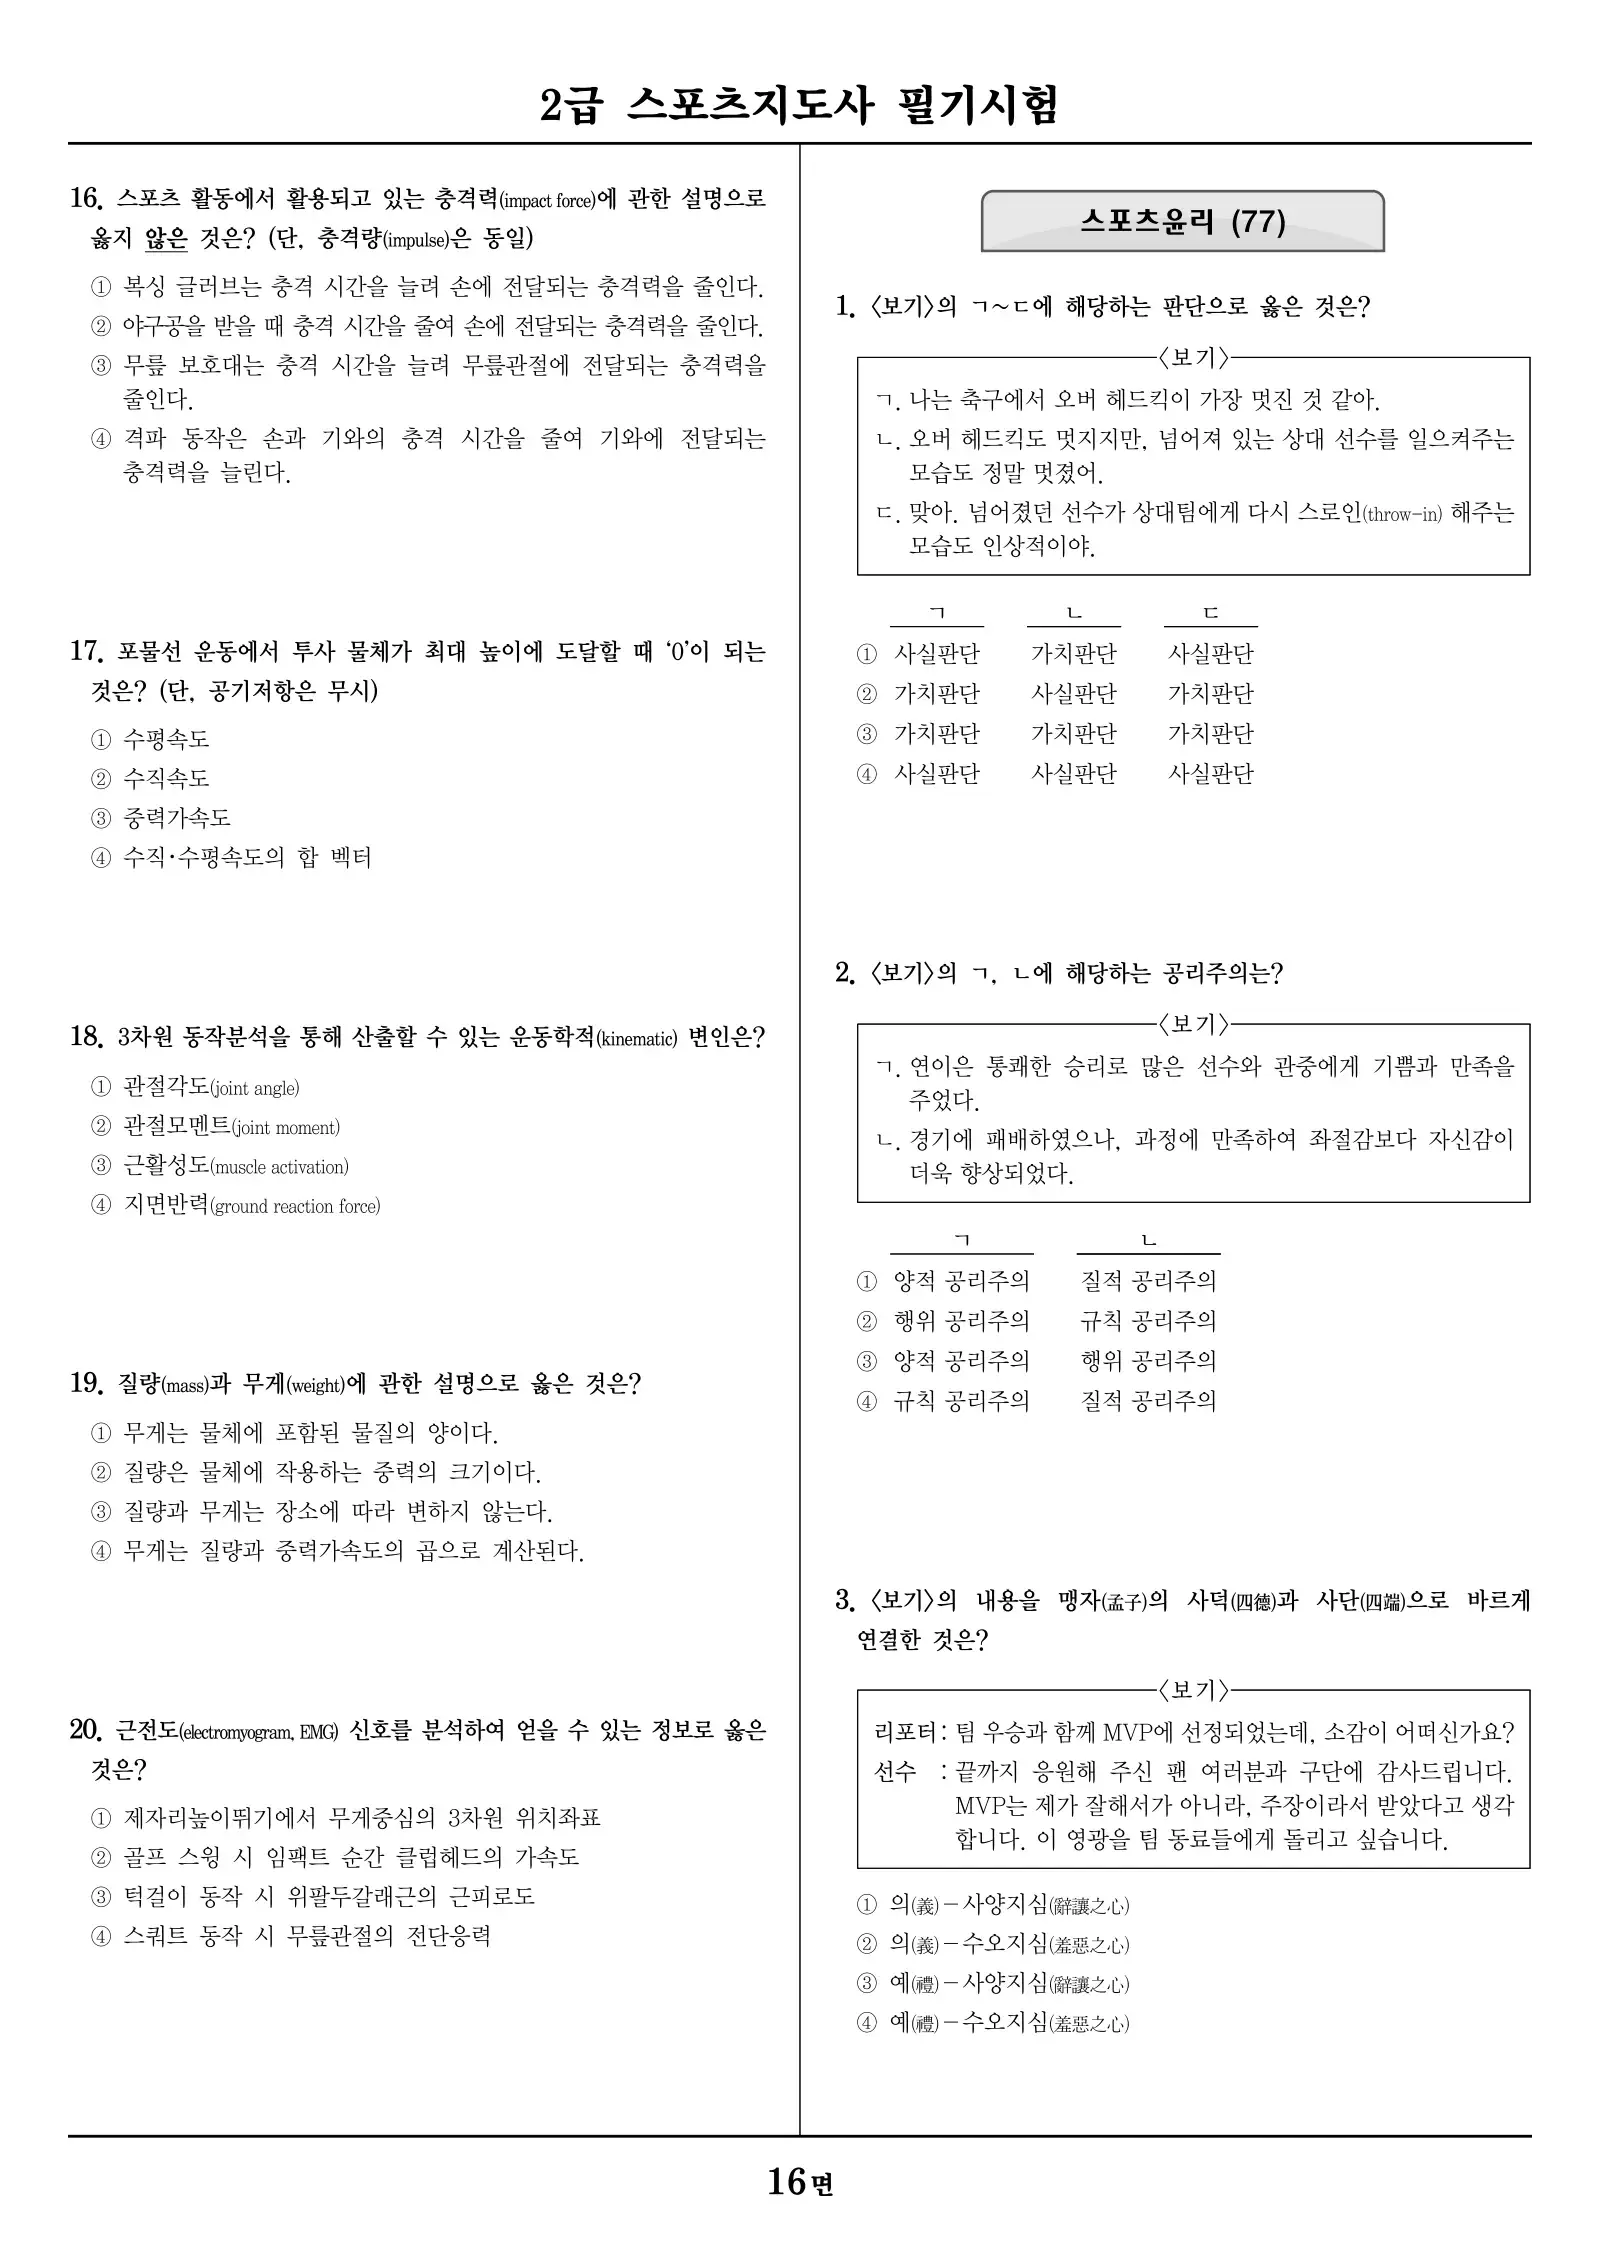 2급 스포츠지도사 필기시험
16. 스포츠 활동에서 활용되고 있는 충격력(impact force)에 관한 설명으로
옳지 않은 것은? (단, 충격량(impulse)은 동일)
① 복싱 글러브는 충격 시간을 늘려 손에 전달되는 충격력을 줄인다.
② 야구공을 받을 때 충격 시간을 줄여 손에 전달되는 충격력을 줄인다.
③ 무릎 보호대는 충격 시간을 늘려 무릎관절에 전달되는 충격력을
줄인다.
④ 격파 동작은 손과 기와의 충격 시간을 줄여 기와에 전달되는
충격력을 늘린다.
17. 포물선 운동에서 투사 물체가 최대 높이에 도달할 때 ‘0’이 되는
것은? (단, 공기저항은 무시)
① 수평속도
② 수직속도
③ 중력가속도
④ 수직·수평속도의 합 벡터
18. 3차원 동작분석을 통해 산출할 수 있는 운동학적(kinematic) 변인은?
① 관절각도(joint angle)
② 관절모멘트(joint moment)
③ 근활성도(muscle activation)
④ 지면반력(ground reaction force)
19. 질량(mass)과 무게(weight)에 관한 설명으로 옳은 것은?
① 무게는 물체에 포함된 물질의 양이다.
② 질량은 물체에 작용하는 중력의 크기이다.
③ 질량과 무게는 장소에 따라 변하지 않는다.
④ 무게는 질량과 중력가속도의 곱으로 계산된다.
20. 근전도(electromyogram, EMG) 신호를 분석하여 얻을 수 있는 정보로 옳은
것은?
① 제자리높이뛰기에서 무게중심의 3차원 위치좌표
② 골프 스윙 시 임팩트 순간 클럽헤드의 가속도
③ 턱걸이 동작 시 위팔두갈래근의 근피로도
④ 스쿼트 동작 시 무릎관절의 전단응력
스포츠윤리 (77)
1. 〈보기〉의 ㄱ~ㄷ에 해당하는 판단으로 옳은 것은?
〈보기〉
ㄱ. 나는 축구에서 오버 헤드킥이 가장 멋진 것 같아.
ㄴ. 오버 헤드킥도 멋지지만, 넘어져 있는 상대 선수를 일으켜주는
모습도 정말 멋졌어.
ㄷ. 맞아. 넘어졌던 선수가 상대팀에게 다시 스로인(throw-in) 해주는
모습도 인상적이야.
ㄱ ㄴ ㄷ
① 사실판단 가치판단 사실판단
② 가치판단 사실판단 가치판단
③ 가치판단 가치판단 가치판단
④ 사실판단 사실판단 사실판단
2. 〈보기〉의 ㄱ, ㄴ에 해당하는 공리주의는?
〈보기〉
ㄱ. 연이은 통쾌한 승리로 많은 선수와 관중에게 기쁨과 만족을
주었다.
ㄴ. 경기에 패배하였으나, 과정에 만족하여 좌절감보다 자신감이
더욱 향상되었다.
ㄱ ㄴ
① 양적 공리주의 질적 공리주의
② 행위 공리주의 규칙 공리주의
③ 양적 공리주의 행위 공리주의
④ 규칙 공리주의 질적 공리주의
3. 〈보기〉의 내용을 맹자(孟子)의 사덕(四德)과 사단(四端)으로 바르게
연결한 것은?
〈보기〉
리포터: 팀 우승과 함께 MVP에 선정되었는데, 소감이 어떠신가요?
선수 : 끝까지 응원해 주신 팬 여러분과 구단에 감사드립니다.
MVP는 제가 잘해서가 아니라, 주장이라서 받았다고 생각
합니다. 이 영광을 팀 동료들에게 돌리고 싶습니다.
① 의(義)-사양지심(辭讓之心)
② 의(義)-수오지심(羞惡之心)
③ 예(禮)-사양지심(辭讓之心)
④ 예(禮)-수오지심(羞惡之心)
16면